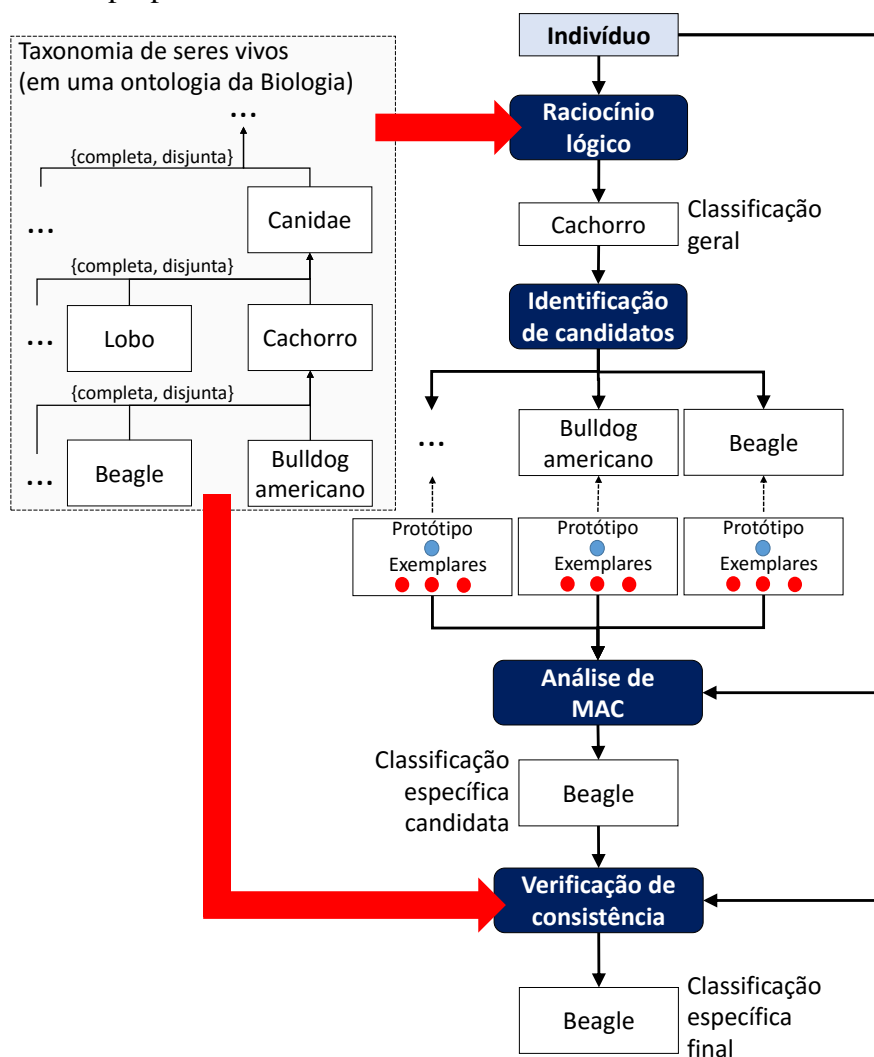 Taxonomia de seres vivos
(em uma ontologia da Biologia)
...
{completa, disjunta}
...
Canidae
{completa, disjunta}
...
Lobo
Cachorro
{completa, disjunta}
...
Beagle
Bulldog
americano
Indivíduo
Raciocínio
lógico
Cachorro
Classificação
geral
Identificação
de candidatos
...
Bulldog
americano
Beagle
Protótipo
Exemplares
Protótipo
Exemplares
Protótipo
Exemplares
Análise de
MAC
Classificação
específica
candidata
Beagle
Verificação de
consistência
Beagle
Classificação
específica
final